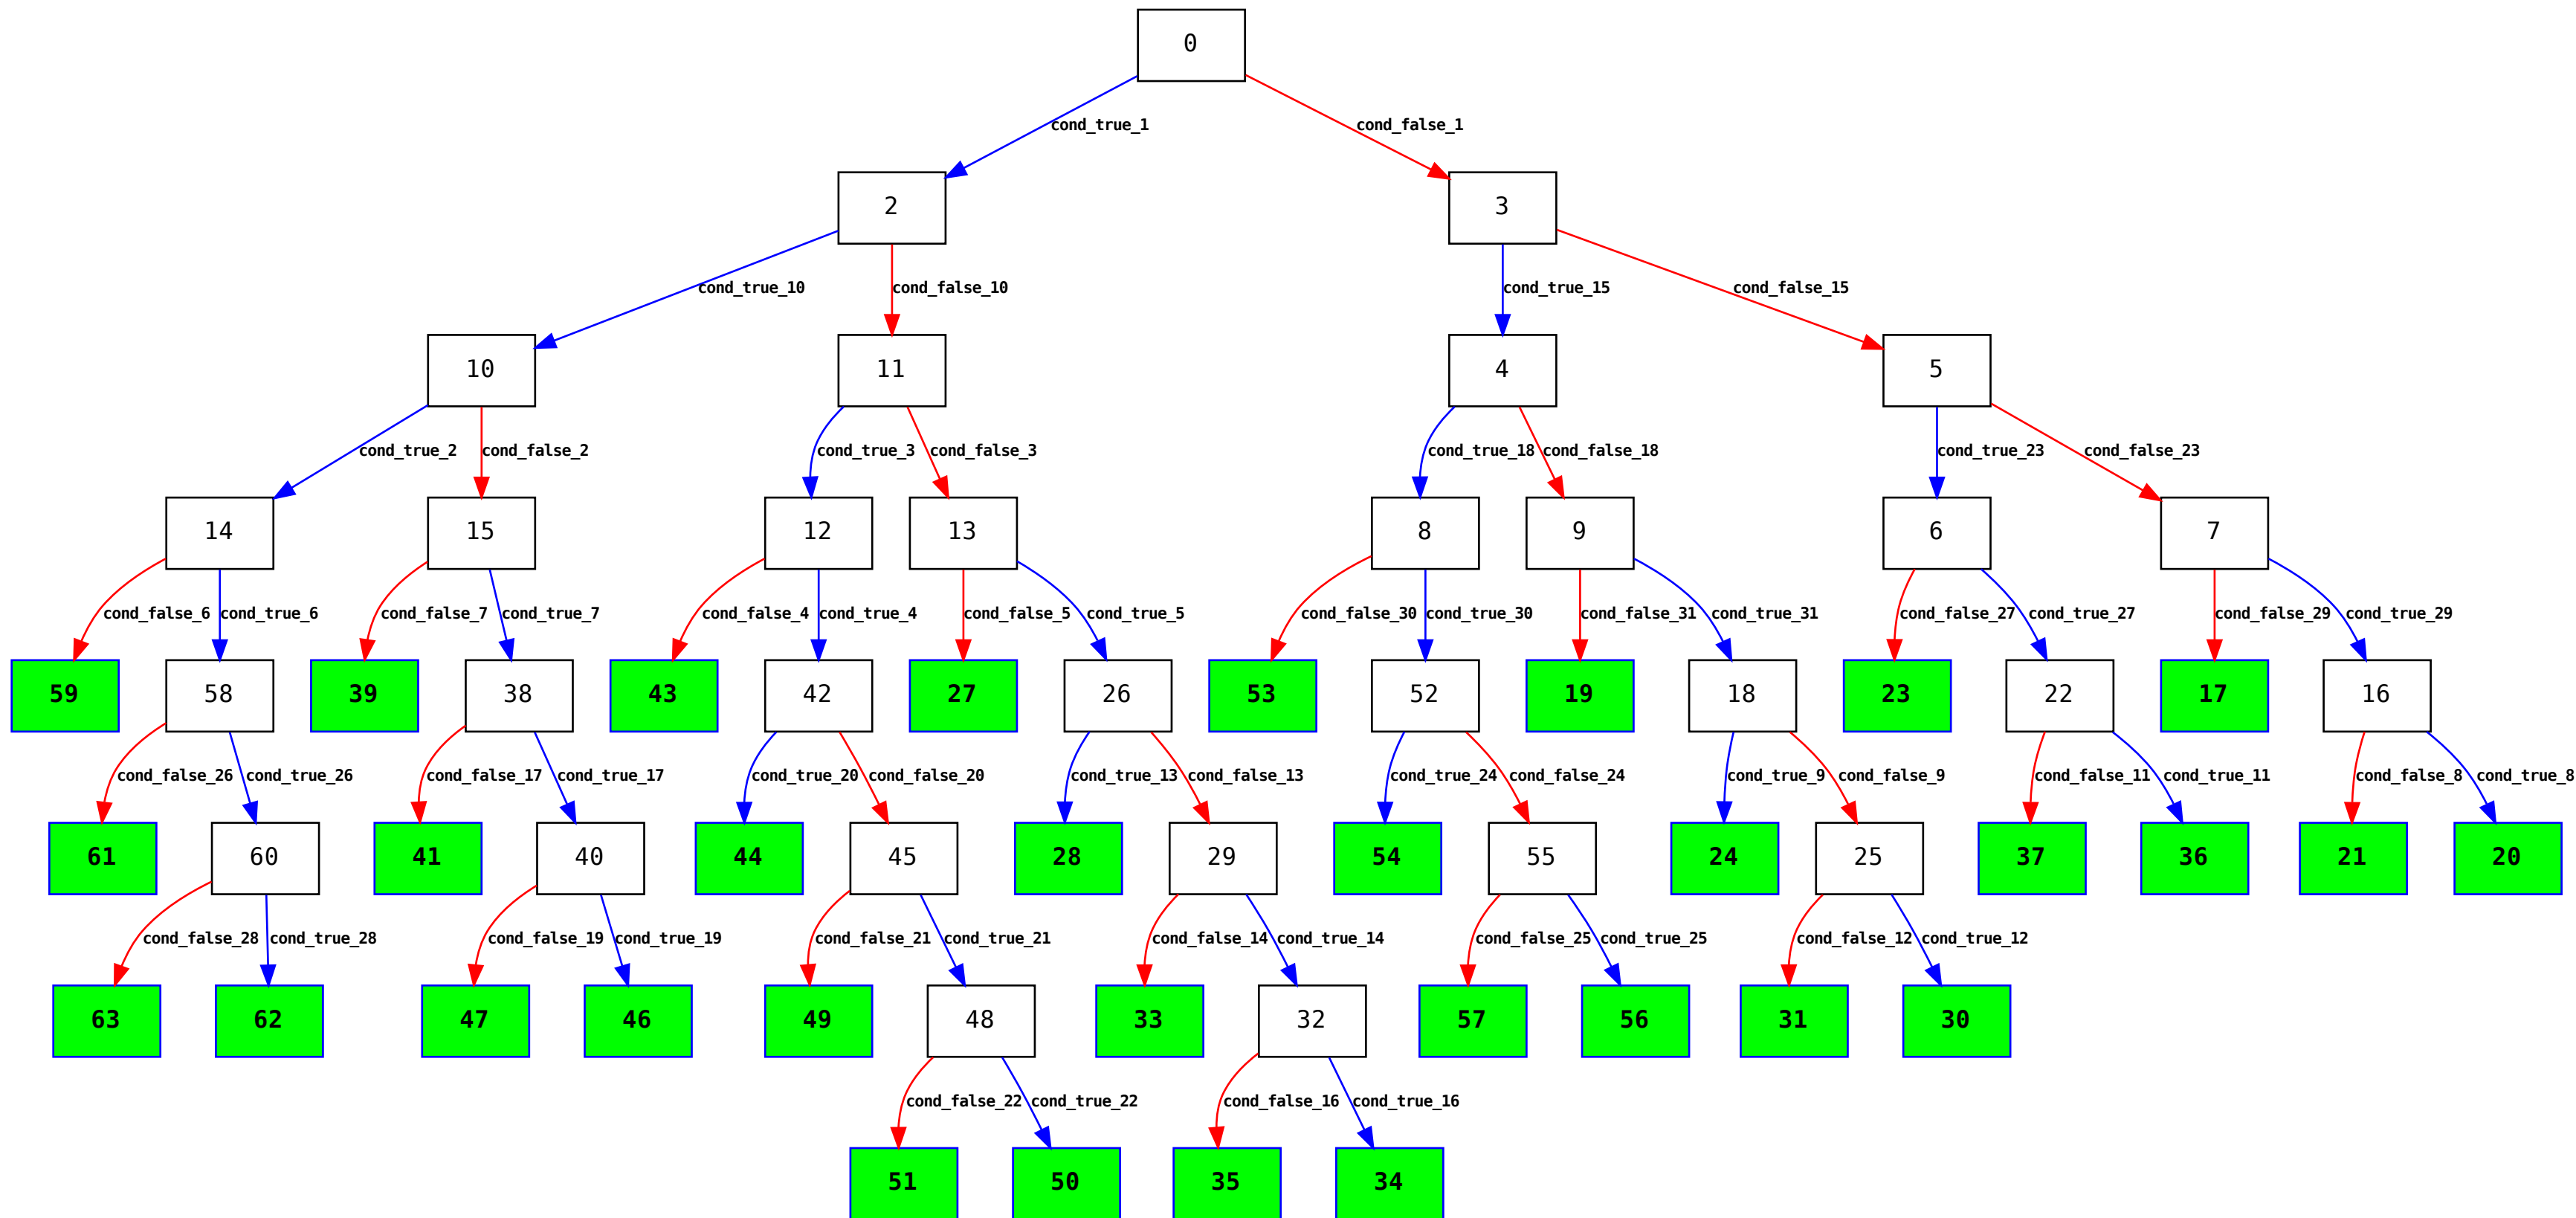 0
cond_true_1 cond_false_1
2 3
cond_true_10 cond_false_10 cond_true_15 cond_false_15
10 11 4 5
cond_true_2 cond_false_2 cond_true_3 cond_false_3 cond_true_18 cond_false_18 cond_true_23 cond_false_23
14 15 12 13 8 9 6 7
cond_false_6 cond_true_6 cond_false_7 cond_true_7 cond_false_4 cond_true_4 cond_false_5 cond_true_5 cond_false_30 cond_true_30 cond_false_31 cond_true_31 cond_false_27 cond_true_27 cond_false_29 cond_true_29
59 58 39 38 43 42 27 26 53 52 19 18 23 22 17 16
cond_false_26 cond_true_26 cond_false_17 cond_true_17 cond_true_20 cond_false_20 cond_true_13 cond_false_13 cond_true_24 cond_false_24 cond_true_9 cond_false_9 cond_false_11 cond_true_11 cond_false_8 cond_true_8
61 60 41 40 44 45 28 29 54 55 24 25 37 36 21 20
cond_false_28 cond_true_28 cond_false_19 cond_true_19 cond_false_21 cond_true_21 cond_false_14 cond_true_14 cond_false_25 cond_true_25 cond_false_12 cond_true_12
63 62 47 46 49 48 33 32 57 56 31 30
cond_false_22 cond_true_22 cond_false_16 cond_true_16
51 50 35 34